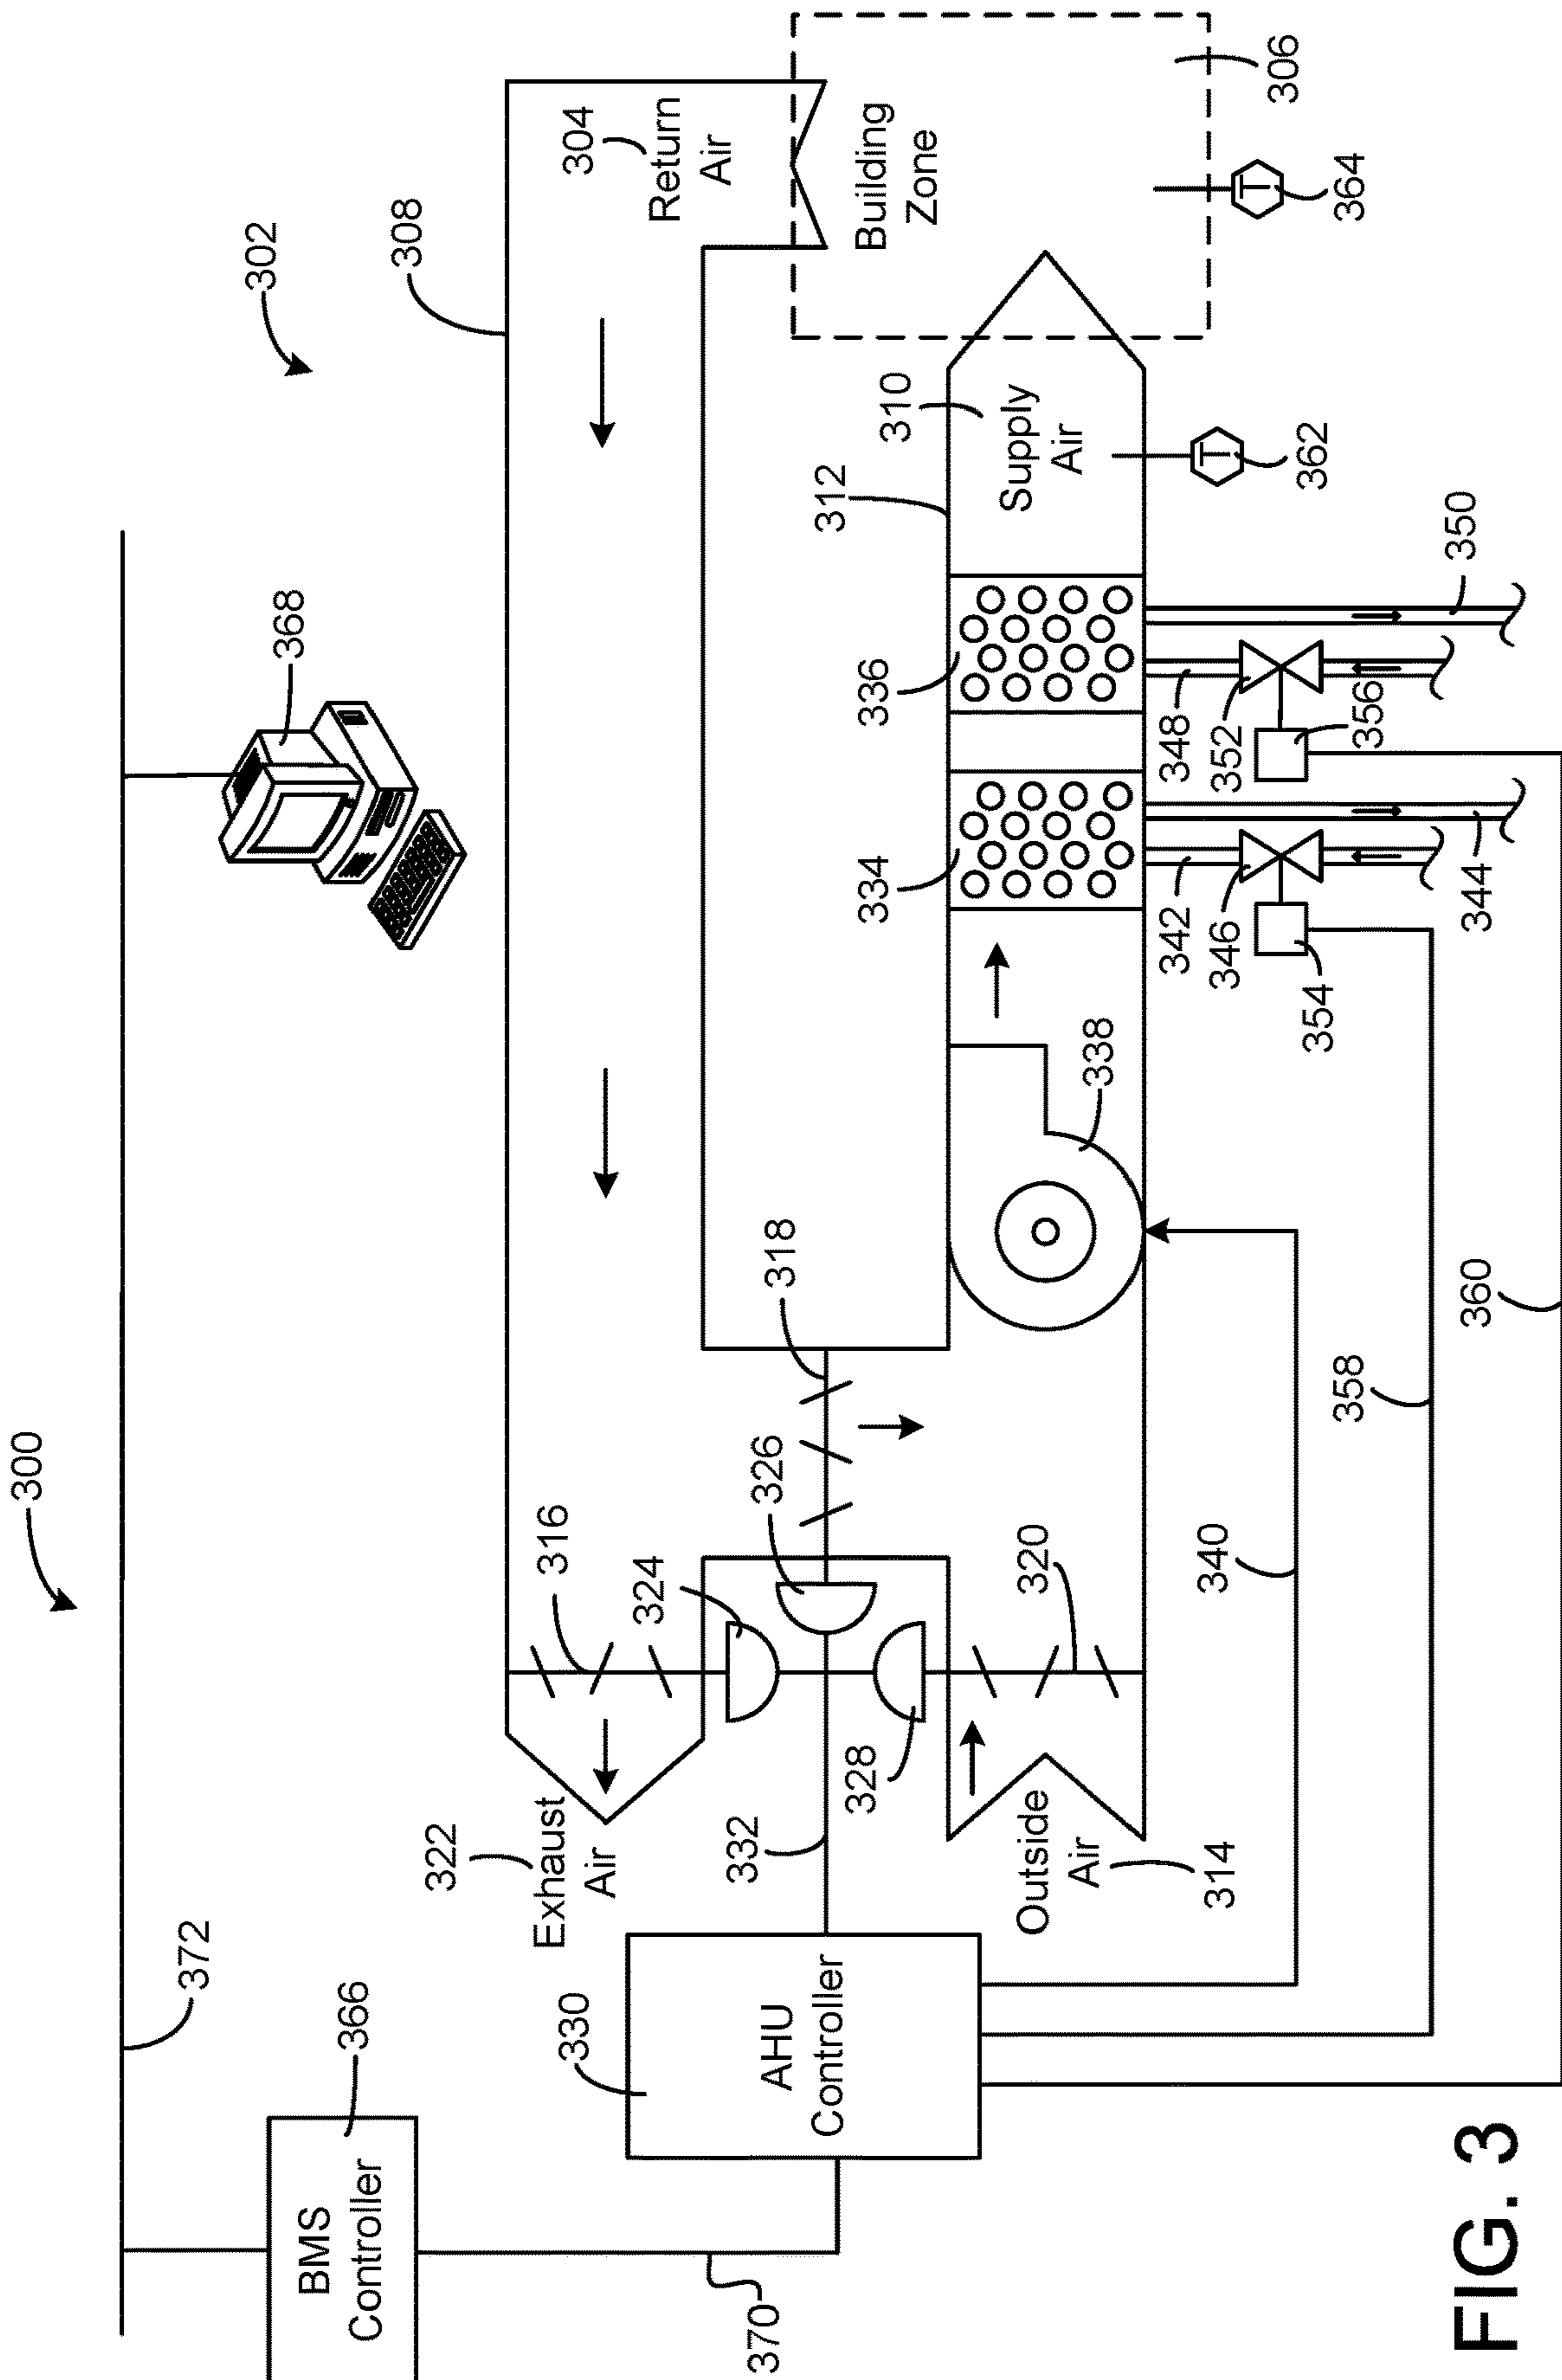 300
372
BMS
Controller
366
370
368
302
308
304
Return
Air
Building
Zone
306
364
322
Exhaust
Air
316
324
326
318
328
332
330
AHU
Controller
Outside
Air
314
320
338
334
336
312
310
Supply
Air
T
362
T
342
346
354
344
348
352
356
350
340
358
360
FIG. 3